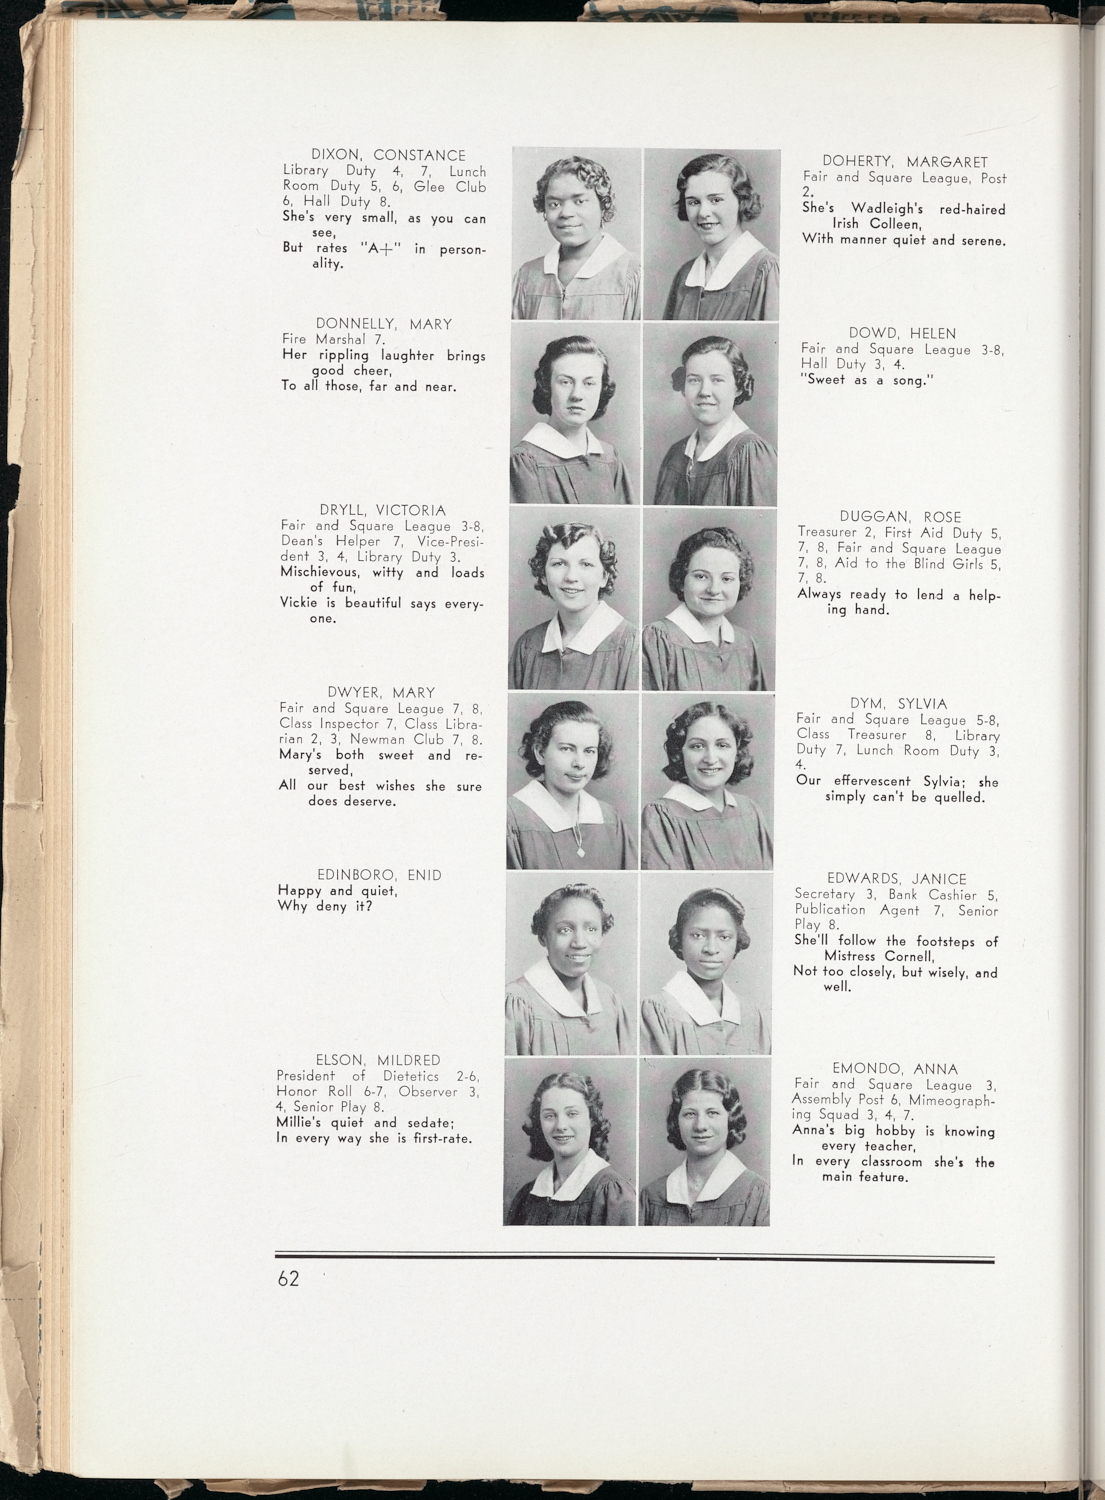 DIXON, CONSTANCE
Library Duty 4, 7, Lunch
Room Duty 5, 6, Glee Club
6, Hall Duty 8.
She's very small, as you can
see,
But rates "A+" in person-
ality.
DOHERTY, MARGARET
Fair and Square League, Post
2.
She's Wadleigh's red-haired
Irish Colleen,
With manner quiet and serene.
DONNELLY, MARY
Fire Marshal 7.
Her rippling laughter brings
good cheer,
To all those, far and near.
DOWD, HELEN
Fair and Square League 3-8,
Hall Duty 3, 4.
"Sweet as a song."
DRYLL, VICTORIA
Fair and Square League 3-8,
Dean's Helper 7, Vice-Presi-
dent 3, 4, Library Duty 3.
Mischievous, witty and loads
of fun,
Vickie is beautiful says every-
one.
DUGGAN, ROSE
Treasurer 2, First Aid Duty 5,
7, 8, Fair and Square League
7, 8, Aid to the Blind Girls 5,
7, 8.
Always ready to lend a help-
ing hand.
DWYER, MARY
Fair and Square League 7, 8,
Class Inspector 7, Class Libra-
rian 2, 3, Newman Club 7, 8.
Mary's both sweet and re-
served,
All our best wishes she sure
does deserve.
DYM, SYLVIA
Fair and Square League 5-8,
Class Treasurer 8, Library
Duty 7, Lunch Room Duty 3,
4.
Our effervescent Sylvia; she
simply can't be quelled.
EDINBORO, ENID
Happy and quiet,
Why deny it?
EDWARDS, JANICE
Secretary 3, Bank Cashier 5,
Publication Agent 7, Senior
Play 8.
She'll follow the footsteps of
Mistress Cornell,
Not too closely, but wisely, and
well.
ELSON, MILDRED
President of Dietetics 2-6,
Honor Roll 6-7, Observer 3,
4, Senior Play 8.
Millie's quiet and sedate;
In every way she is first-rate.
EMONDO, ANNA
Fair and Square League 3,
Assembly Post 6, Mimeograph-
ing Squad 3, 4, 7.
Anna's big hobby is knowing
every teacher,
In every classroom she's the
main feature.
62